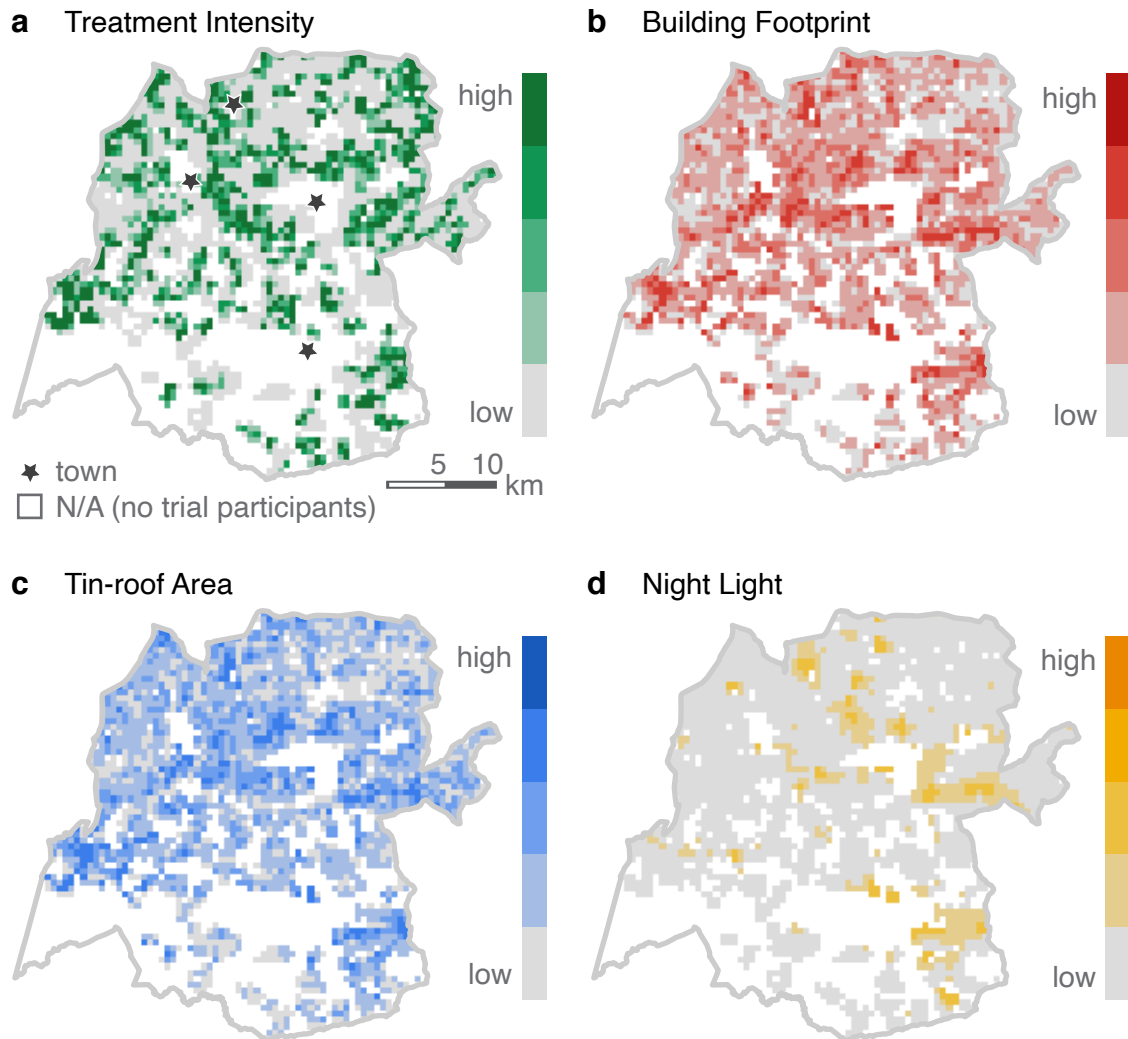 a Treatment Intensity
high
low
★ town
N/A (no trial participants)
5 10
km
b Building Footprint
high
low
c Tin-roof Area
high
low
d Night Light
high
low